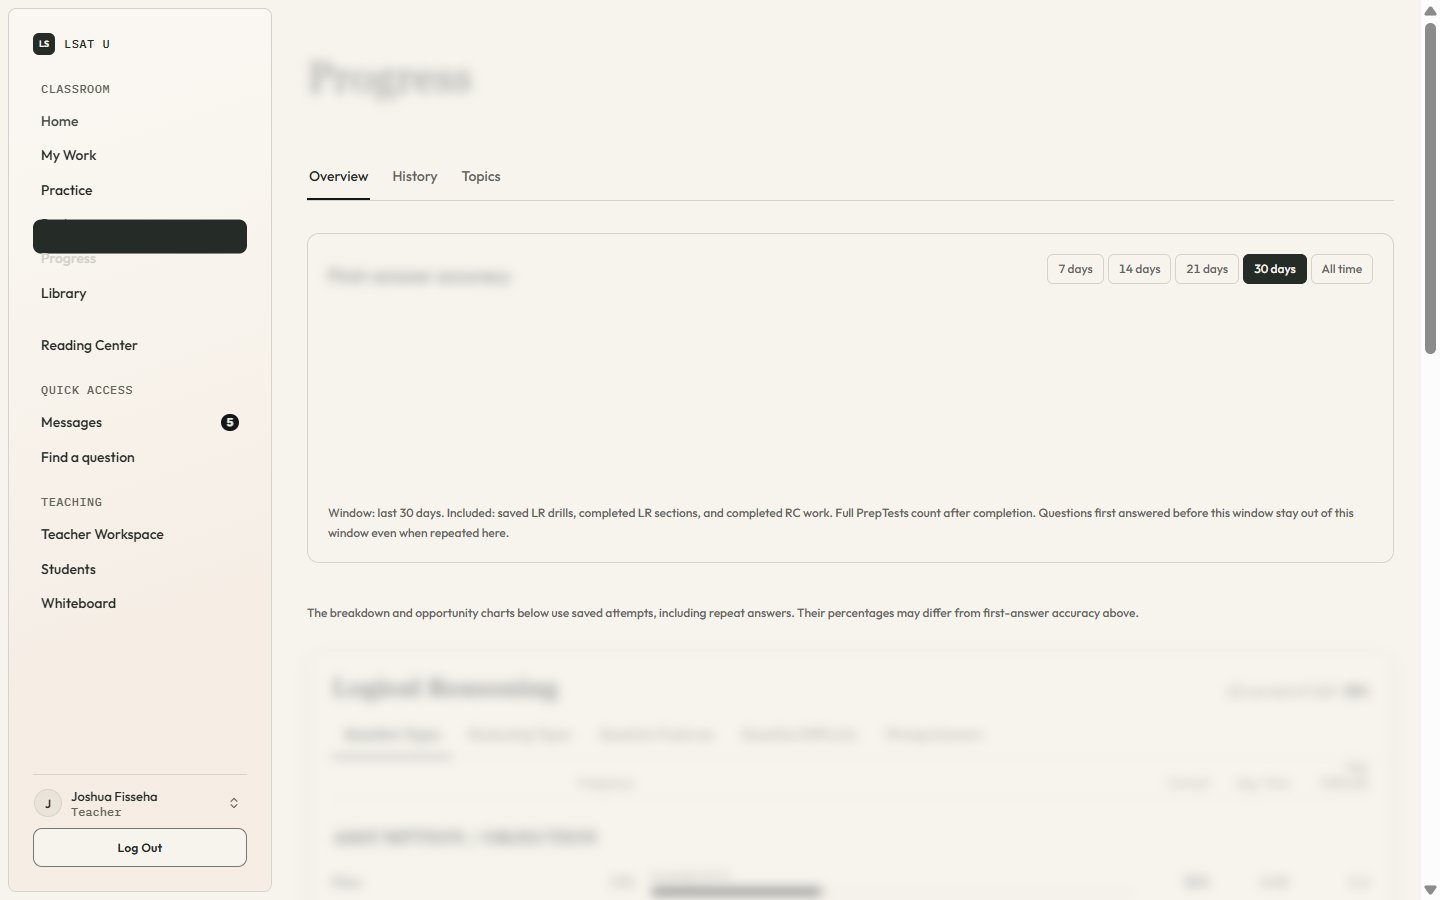 LS LSAT U
CLASSROOM
Home
My Work
Practice
Progress
Library
Reading Center
QUICK ACCESS
Messages 5
Find a question
TEACHING
Teacher Workspace
Students
Whiteboard
J Joshua Fisseha
Teacher
Log Out
Progress
Overview History Topics
First-answer accuracy
7 days 14 days 21 days 30 days All time
Window: last 30 days. Included: saved LR drills, completed LR sections, and completed RC work. Full PrepTests count after completion. Questions first answered before this window stay out of this
window even when repeated here.
The breakdown and opportunity charts below use saved attempts, including repeat answers. Their percentages may differ from first-answer accuracy above.
Logical Reasoning